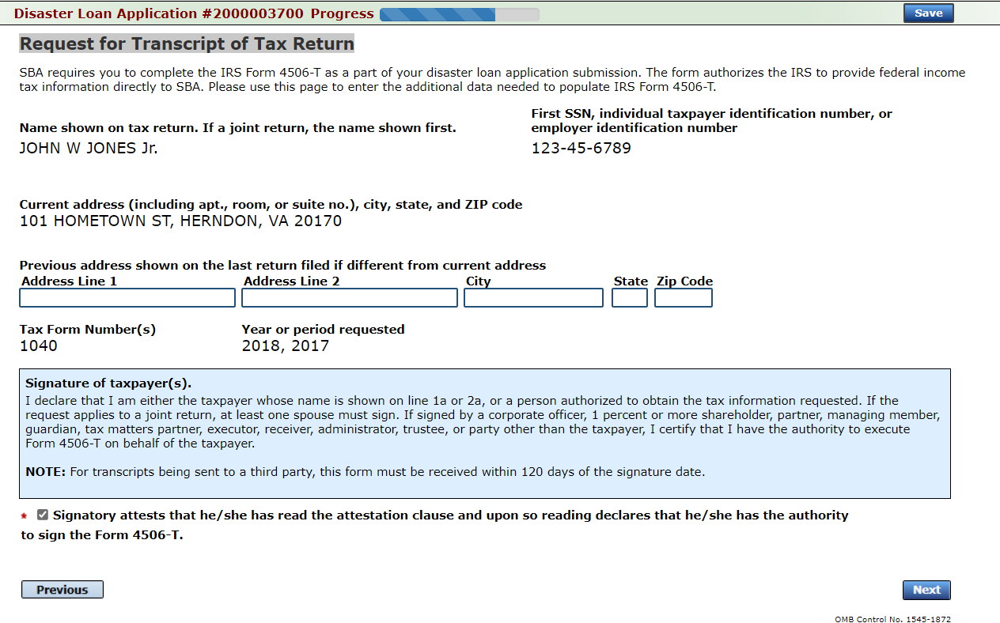 Disaster Loan Application #2000003700 Progress
Save
Request for Transcript of Tax Return
SBA requires you to complete the IRS Form 4506-T as a part of your disaster loan application submission. The form authorizes the IRS to provide federal income
tax information directly to SBA. Please use this page to enter the additional data needed to populate IRS Form 4506-T.
Name shown on tax return. If a joint return, the name shown first.
JOHN W JONES Jr.
First SSN, individual taxpayer identification number, or
employer identification number
123-45-6789
Current address (including apt., room, or suite no.), city, state, and ZIP code
101 HOMETOWN ST, HERNDON, VA 20170
Previous address shown on the last return filed if different from current address
Address Line 1 Address Line 2 City State Zip Code
Tax Form Number(s)
1040
Year or period requested
2018, 2017
Signature of taxpayer(s).
I declare that I am either the taxpayer whose name is shown on line 1a or 2a, or a person authorized to obtain the tax information requested. If the
request applies to a joint return, at least one spouse must sign. If signed by a corporate officer, 1 percent or more shareholder, partner, managing member,
guardian, tax matters partner, executor, receiver, administrator, trustee, or party other than the taxpayer, I certify that I have the authority to execute
Form 4506-T on behalf of the taxpayer.
NOTE: For transcripts being sent to a third party, this form must be received within 120 days of the signature date.
* Signatory attests that he/she has read the attestation clause and upon so reading declares that he/she has the authority
to sign the Form 4506-T.
Previous
Next
OMB Control No. 1545-1872